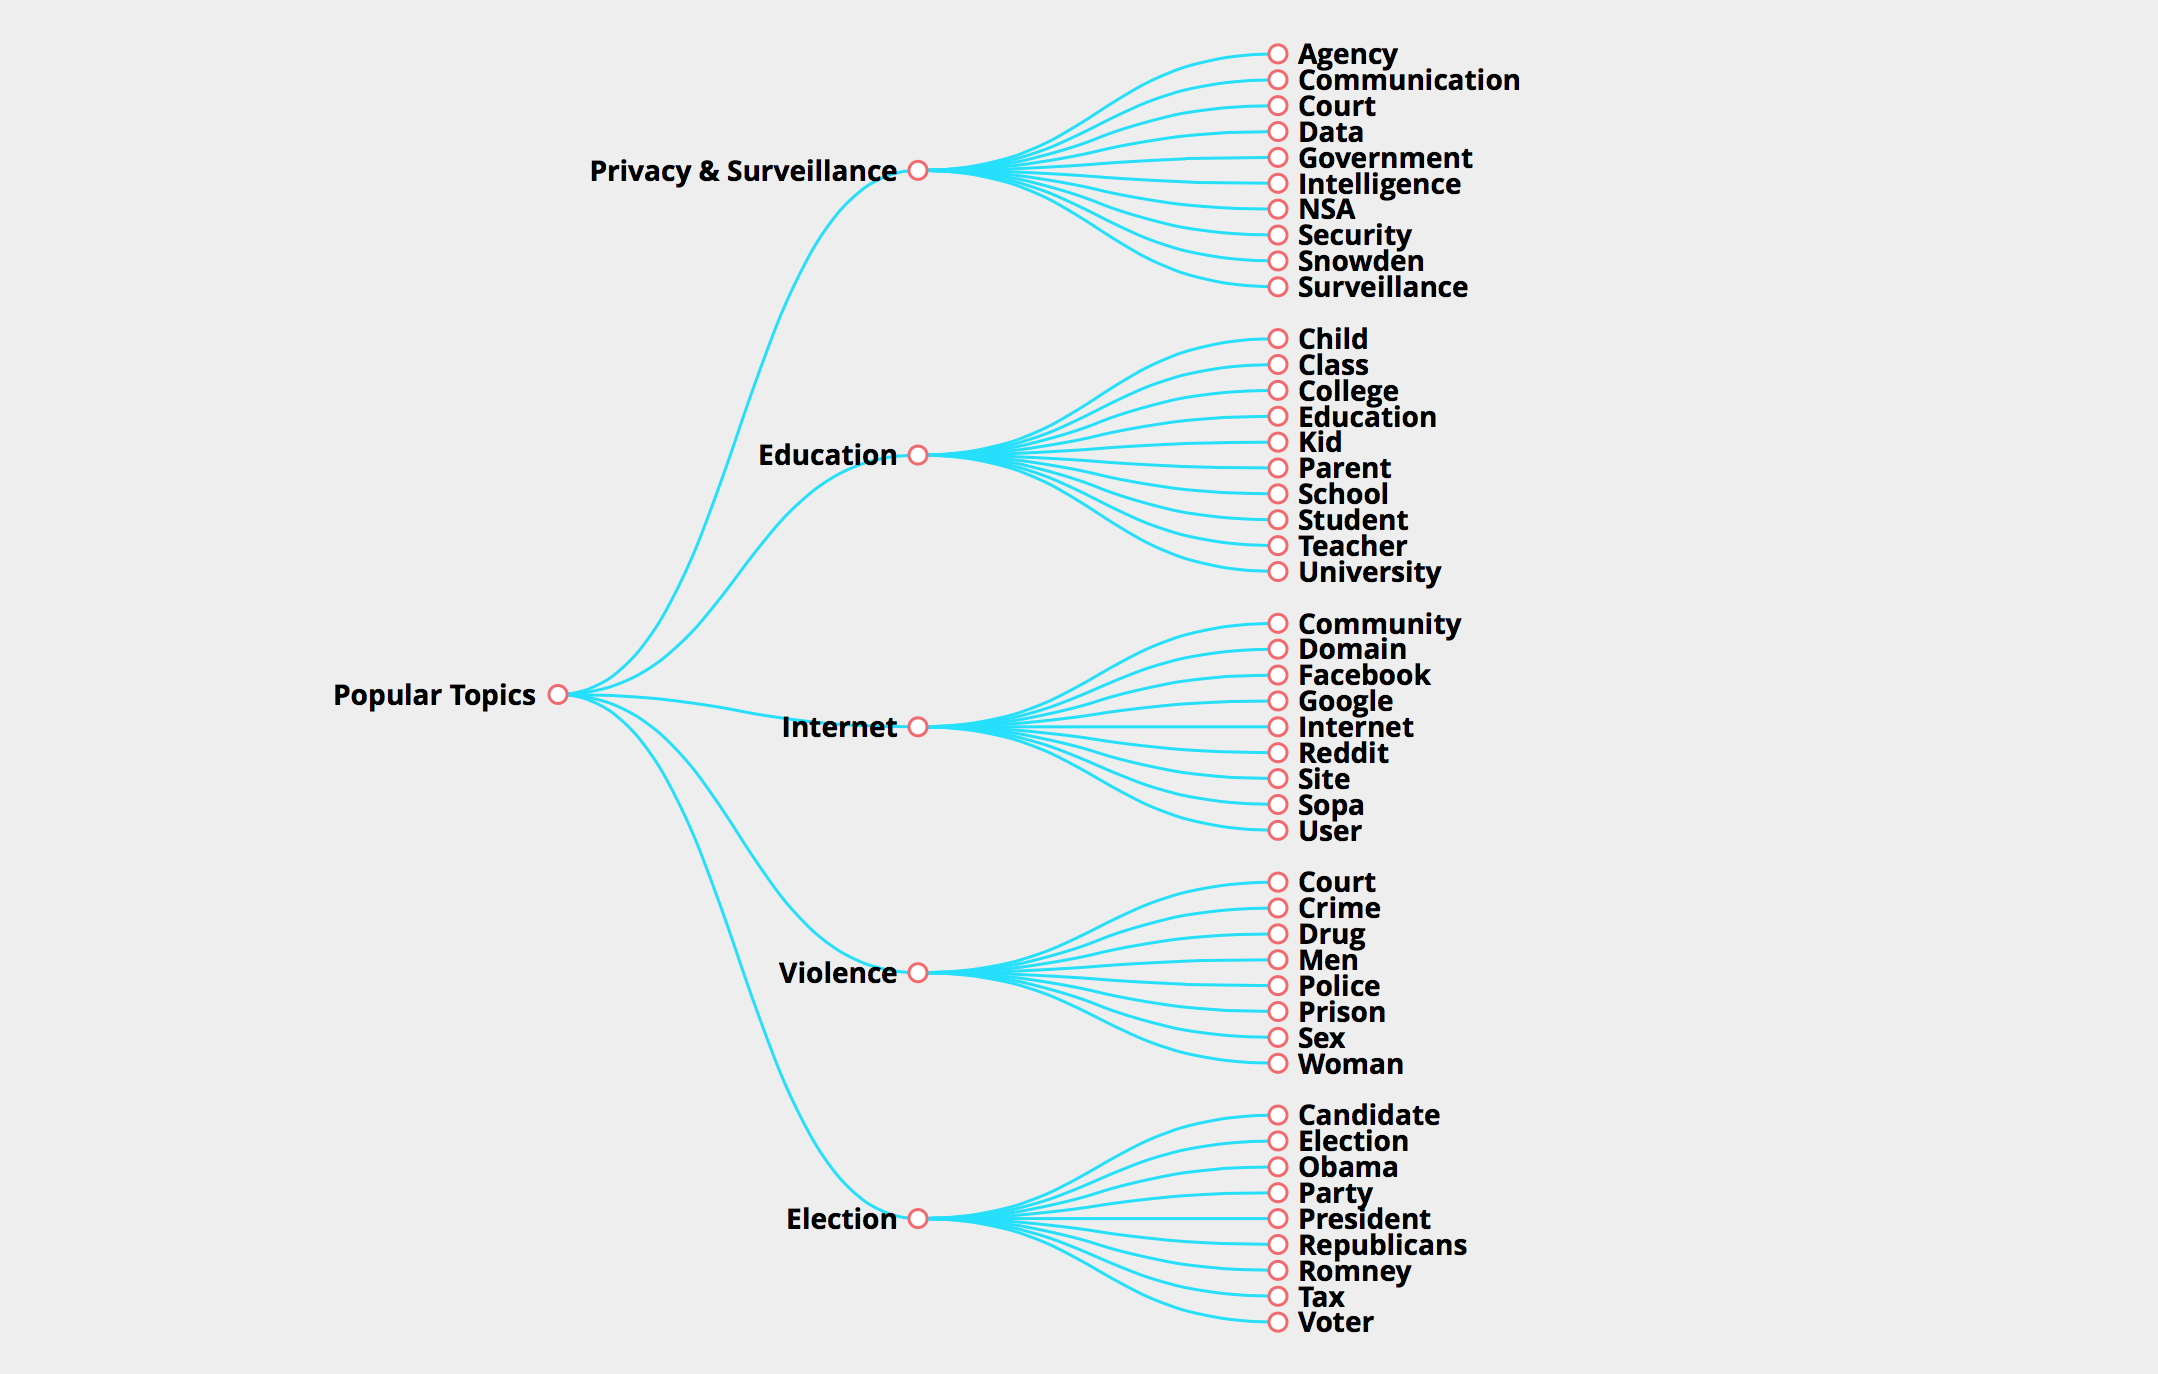 Popular Topics
Privacy & Surveillance
Agency
Communication
Court
Data
Government
Intelligence
NSA
Security
Snowden
Surveillance
Education
Child
Class
College
Education
Kid
Parent
School
Student
Teacher
University
Internet
Community
Domain
Facebook
Google
Internet
Reddit
Site
Sopa
User
Violence
Court
Crime
Drug
Men
Police
Prison
Sex
Woman
Election
Candidate
Election
Obama
Party
President
Republicans
Romney
Tax
Voter